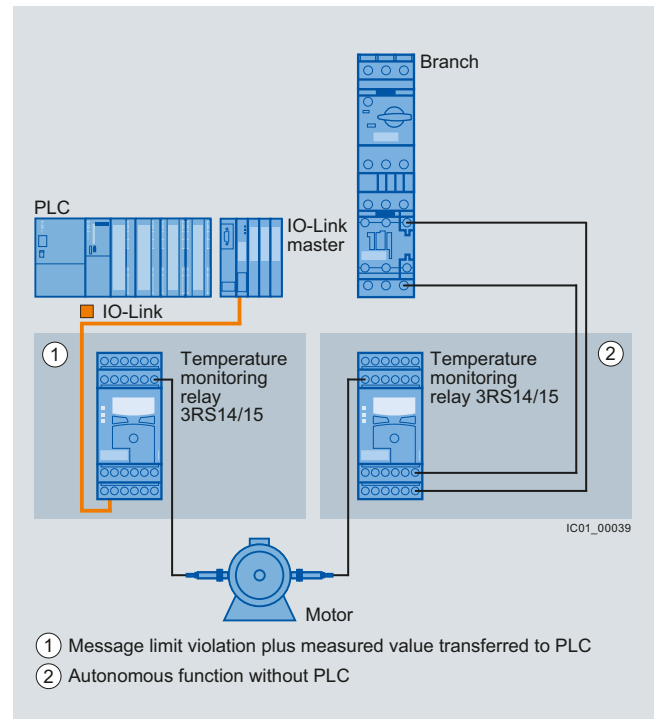 Branch
PLC
IO-Link
master
IO-Link
1
Temperature
monitoring
relay
3RS14/15
Temperature
monitoring
relay 3RS14/15
2
IC01_00039
Motor
1 Message limit violation plus measured value transferred to PLC
2 Autonomous function without PLC